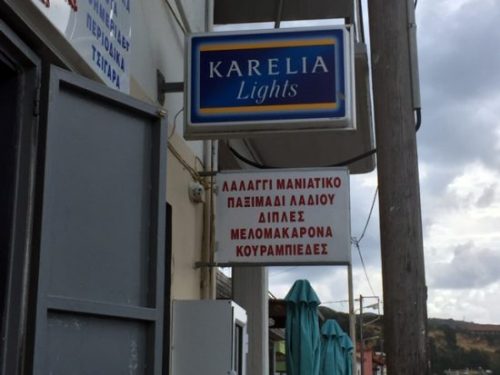 ΠΕΡΙΟΔΙΚΑ
ΤΣΙΓΑΡΑ
KARELIA
Lights
ΛΑΛΑΓΓΙ ΜΑΝΙΑΤΙΚΟ
ΠΑΞΙΜΑΔΙ ΛΑΔΙΟΥ
ΔΙΠΛΕΣ
ΜΕΛΟΜΑΚΑΡΟΝΑ
ΚΟΥΡΑΜΠΙΕΔΕΣ